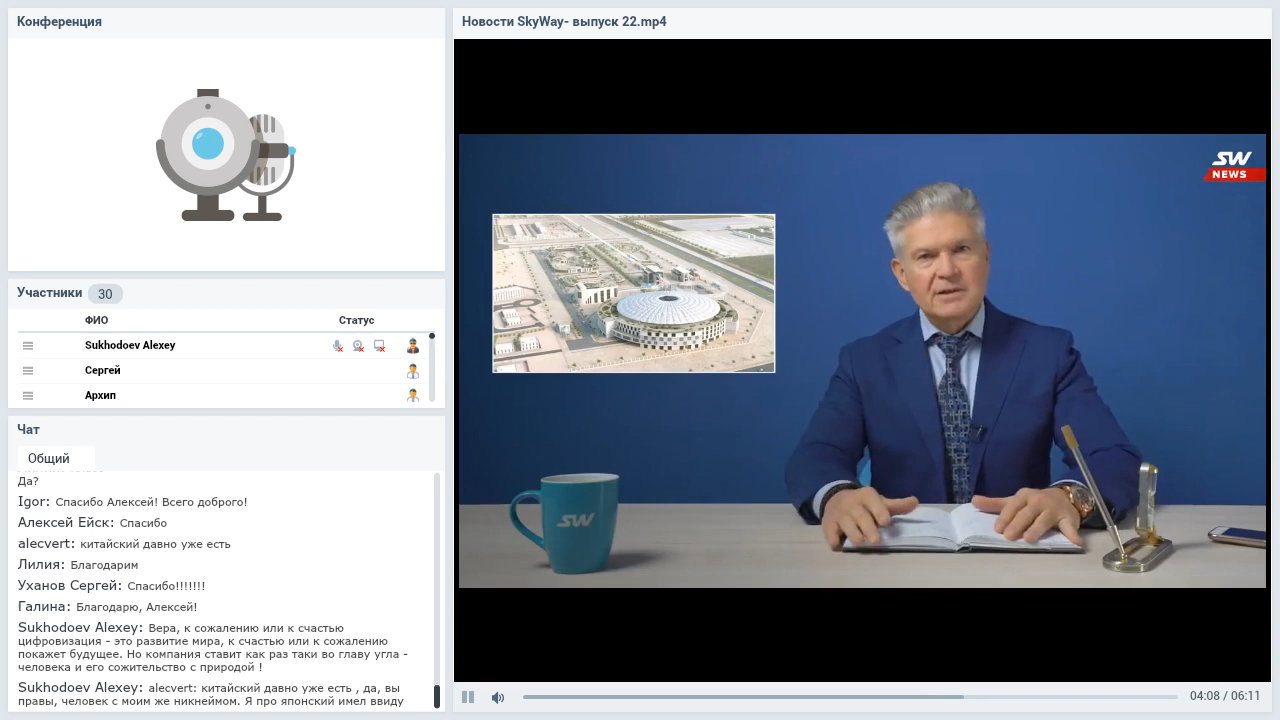 Конференция
Участники 30
ФИО Статус
Sukhodoev Alexey
Сергей
Архип
Чат
Общий
Да?
Igor: Спасибо Алексей! Всего доброго!
Алексей Ейск: Спасибо
alecvert: китайский давно уже есть
Лилия: Благодарим
Уханов Сергей: Спасибо!!!!!!!
Галина: Благодарю, Алексей!
Sukhodoev Alexey: Вера, к сожалению или к счастью
цифровизация - это развитие мира, к счастью или к сожалению
покажет будущее. Но компания ставит как раз таки во главу угла -
человека и его сожительство с природой !
Sukhodoev Alexey: alecvert: китайский давно уже есть , да, вы
правы, человек с моим же никнеймом. Я про японский имел ввиду
Новости SkyWay- выпуск 22.mp4
SW
NEWS
SW
04:08 / 06:11